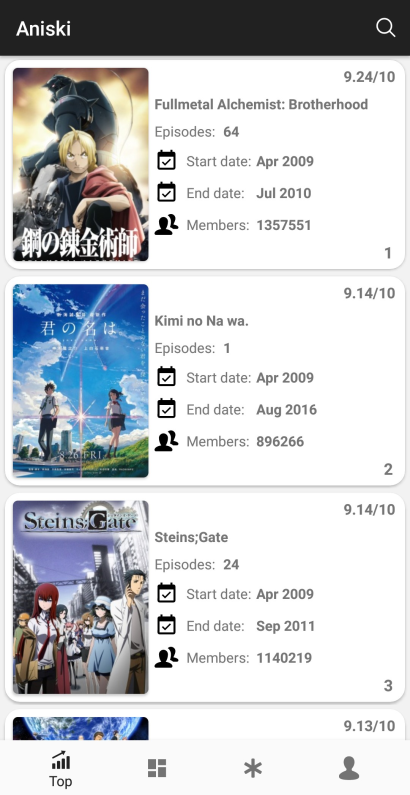 Aniski
9.24/10
Fullmetal Alchemist: Brotherhood
Episodes: 64
Start date: Apr 2009
End date: Jul 2010
Members: 1357551
鋼の錬金術師
1
9.14/10
君の名は。
Kimi no Na wa.
Episodes: 1
Start date: Apr 2009
End date: Aug 2016
Members: 896266
8.26 FRI
2
9.14/10
Steins;Gate
Steins;Gate
Episodes: 24
Start date: Apr 2009
End date: Sep 2011
Members: 1140219
3
9.13/10
Top